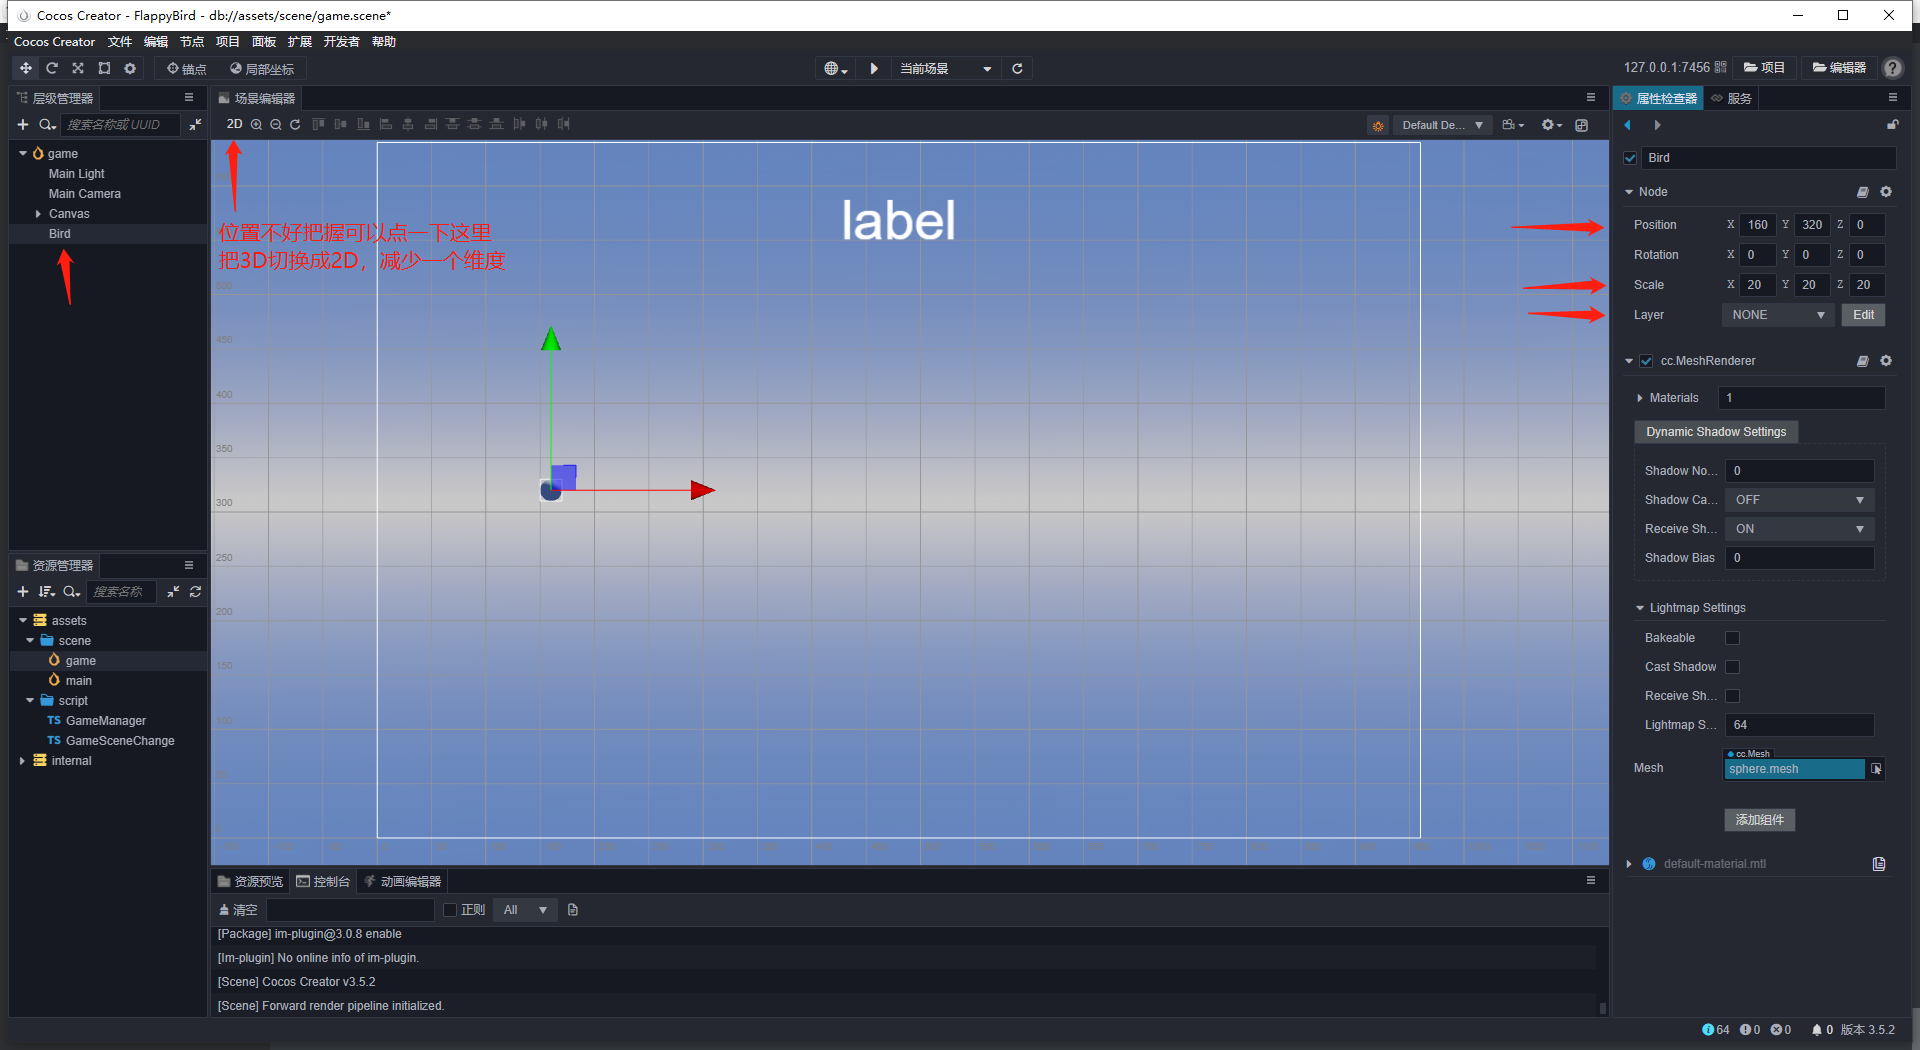 Cocos Creator - FlappyBird - db://assets/scene/game.scene*
Cocos Creator 文件 编辑 节点 项目 面板 扩展 开发者 帮助
锚点 局部坐标 当前场景 127.0.0.1:7456 项目 编辑器
层级管理器
搜索名称或 UUID
game
Main Light
Main Camera
Canvas
Bird
资源管理器
搜索名称
assets
scene
game
main
script
TS GameManager
TS GameSceneChange
internal
场景编辑器
2D Default De...
位置不好把握可以点一下这里
把3D切换成2D，减少一个维度
label
500
450
400
350
300
250
200
150
100
资源预览 控制台 动画编辑器
清空 正则 All
[Package] im-plugin@3.0.8 enable
[Im-plugin] No online info of im-plugin.
[Scene] Cocos Creator v3.5.2
[Scene] Forward render pipeline initialized.
属性检查器 服务
Bird
Node
Position X 160 Y 320 Z 0
Rotation X 0 Y 0 Z 0
Scale X 20 Y 20 Z 20
Layer NONE Edit
cc.MeshRenderer
Materials 1
Dynamic Shadow Settings
Shadow No... 0
Shadow Ca... OFF
Receive Sh... ON
Shadow Bias 0
Lightmap Settings
Bakeable
Cast Shadow
Receive Sh...
Lightmap S... 64
cc.Mesh
Mesh sphere.mesh
添加组件
default-material.mtl
64 0 0 0 版本 3.5.2